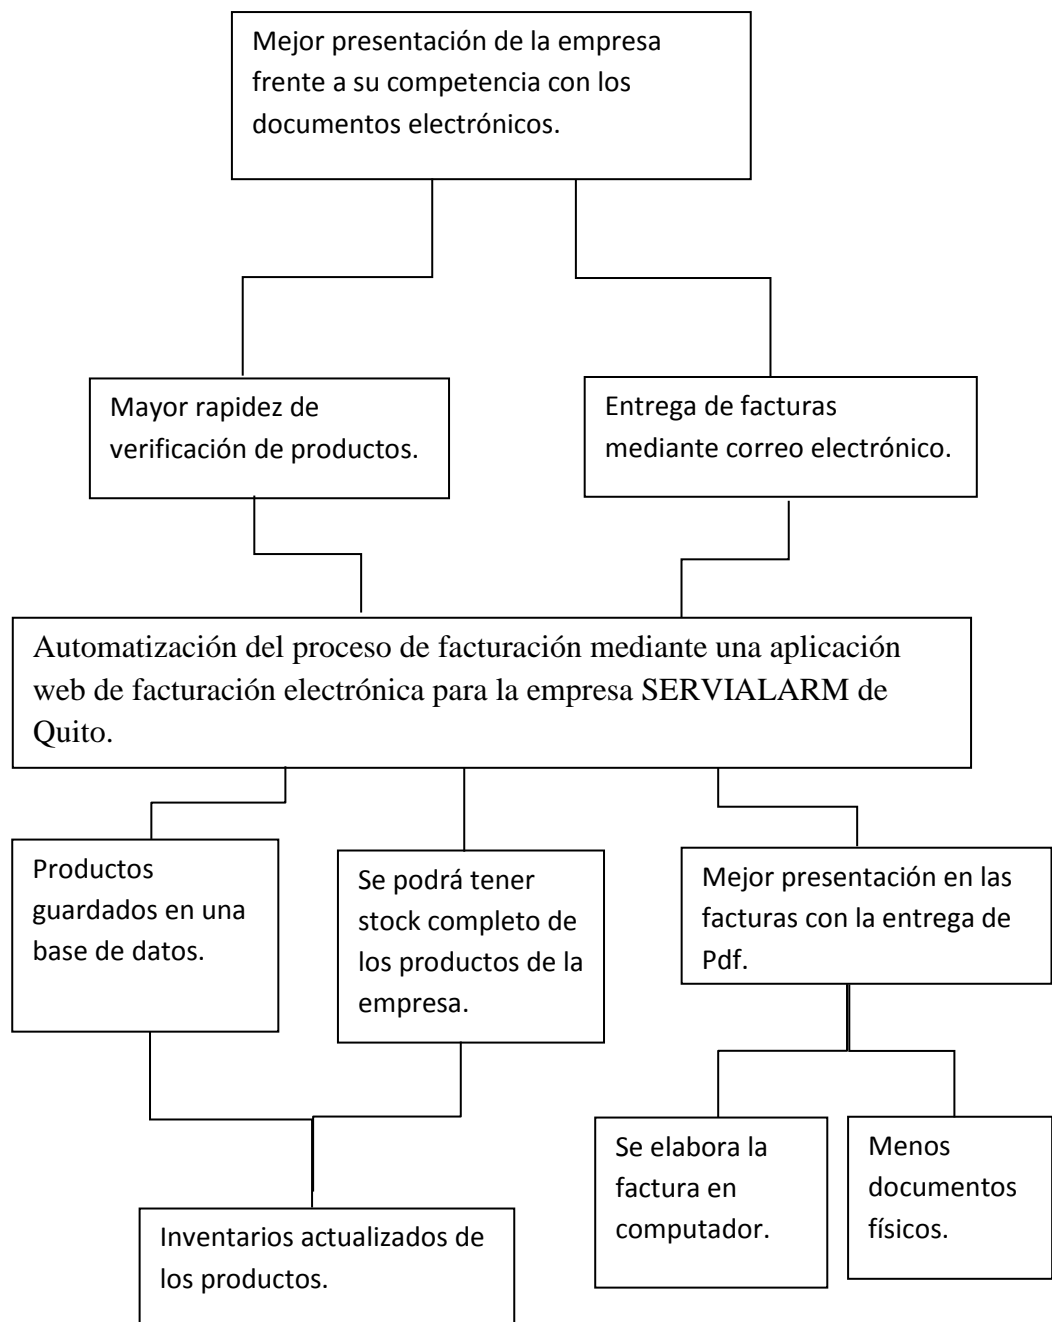 Mejor presentación de la empresa
frente a su competencia con los
documentos electrónicos.
Mayor rapidez de
verificación de productos.
Entrega de facturas
mediante correo electrónico.
Automatización del proceso de facturación mediante una aplicación
web de facturación electrónica para la empresa SERVIALARM de
Quito.
Productos
guardados en una
base de datos.
Se podrá tener
stock completo de
los productos de la
empresa.
Mejor presentación en las
facturas con la entrega de
Pdf.
Se elabora la
factura en
computador.
Menos
documentos
físicos.
Inventarios actualizados de
los productos.